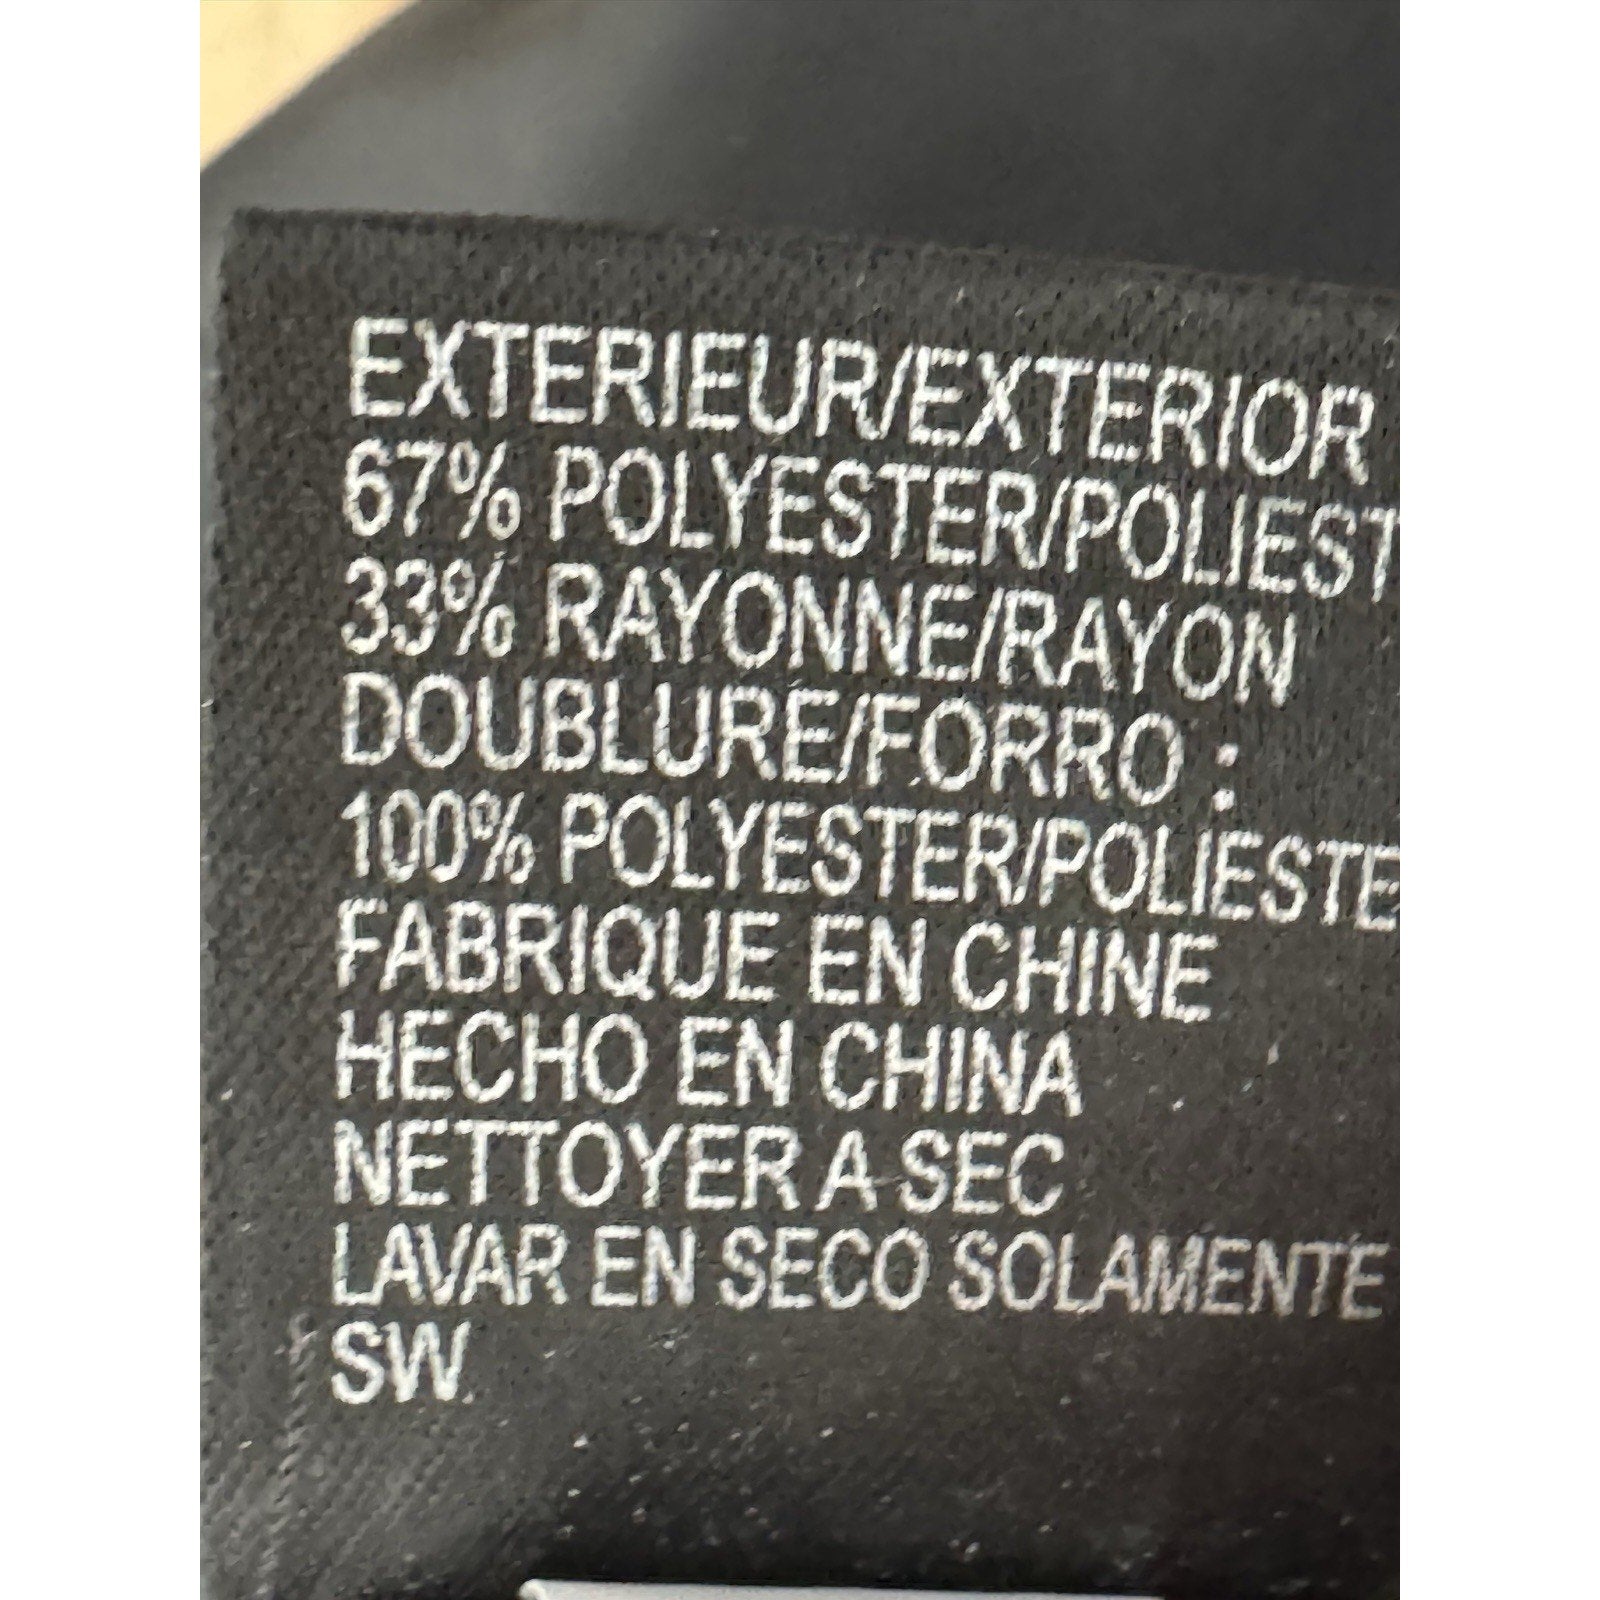 EXTERIEUR/EXTERIOR
67% POLYESTER/POLIEST
33% RAYONNE/RAYON
DOUBLURE/FORRO :
100% POLYESTER/POLIESTE
FABRIQUE EN CHINE
HECHO EN CHINA
NETTOYER A SEC
LAVAR EN SECO SOLAMENTE
SW